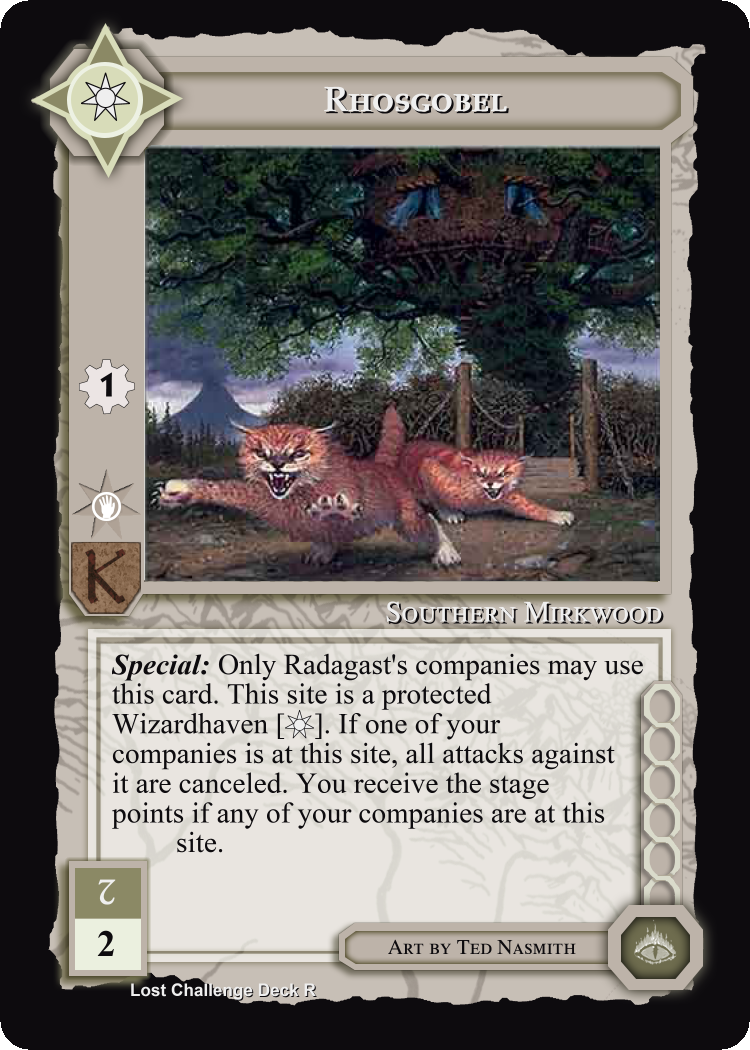 Rhosgobel
1
K
Southern Mirkwood
Special: Only Radagast's companies may use
this card. This site is a protected
Wizardhaven [ ]. If one of your
companies is at this site, all attacks against
it are canceled. You receive the stage
points if any of your companies are at this
site.
2
2
Art by Ted Nasmith
Lost Challenge Deck R